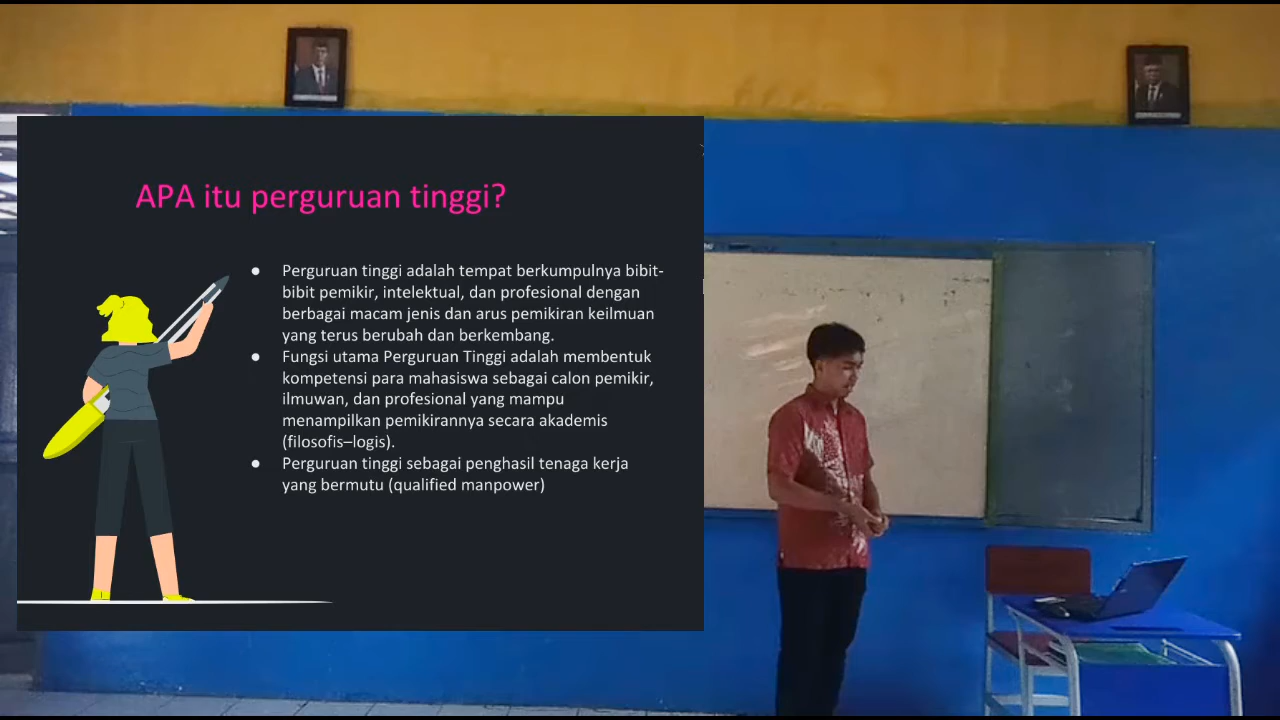 APA itu perguruan tinggi?
● Perguruan tinggi adalah tempat berkumpulnya bibit-
bibit pemikir, intelektual, dan profesional dengan
berbagai macam jenis dan arus pemikiran keilmuan
yang terus berubah dan berkembang.
● Fungsi utama Perguruan Tinggi adalah membentuk
kompetensi para mahasiswa sebagai calon pemikir,
ilmuwan, dan profesional yang mampu
menampilkan pemikirannya secara akademis
(filosofis–logis).
● Perguruan tinggi sebagai penghasil tenaga kerja
yang bermutu (qualified manpower)